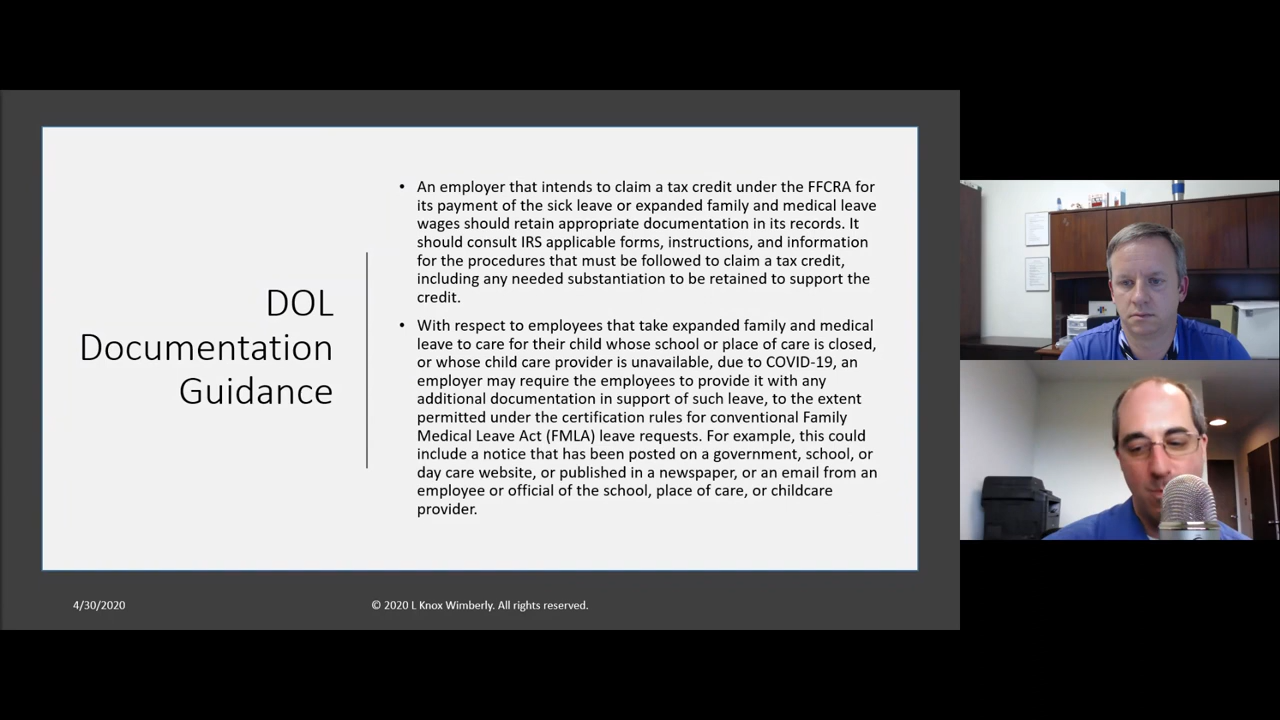 DOL
Documentation
Guidance
• An employer that intends to claim a tax credit under the FFCRA for
its payment of the sick leave or expanded family and medical leave
wages should retain appropriate documentation in its records. It
should consult IRS applicable forms, instructions, and information
for the procedures that must be followed to claim a tax credit,
including any needed substantiation to be retained to support the
credit.
• With respect to employees that take expanded family and medical
leave to care for their child whose school or place of care is closed,
or whose child care provider is unavailable, due to COVID-19, an
employer may require the employees to provide it with any
additional documentation in support of such leave, to the extent
permitted under the certification rules for conventional Family
Medical Leave Act (FMLA) leave requests. For example, this could
include a notice that has been posted on a government, school, or
day care website, or published in a newspaper, or an email from an
employee or official of the school, place of care, or childcare
provider.
4/30/2020
© 2020 L Knox Wimberly. All rights reserved.